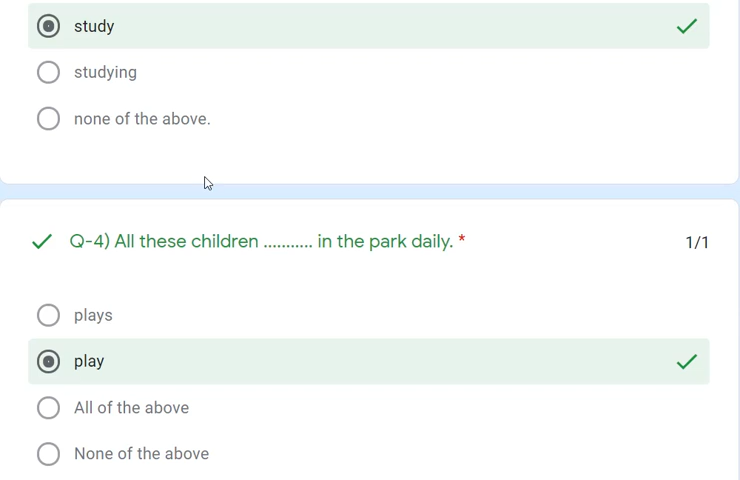 study
studying
none of the above.
Q-4) All these children ........... in the park daily. *
1/1
plays
play
All of the above
None of the above